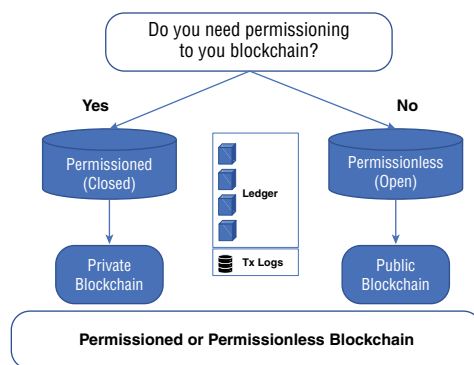 Do you need permissioning
to you blockchain?
Yes
No
Permissioned
(Closed)
Ledger
Permissionless
(Open)
Tx Logs
Private
Blockchain
Public
Blockchain
Permissioned or Permissionless Blockchain